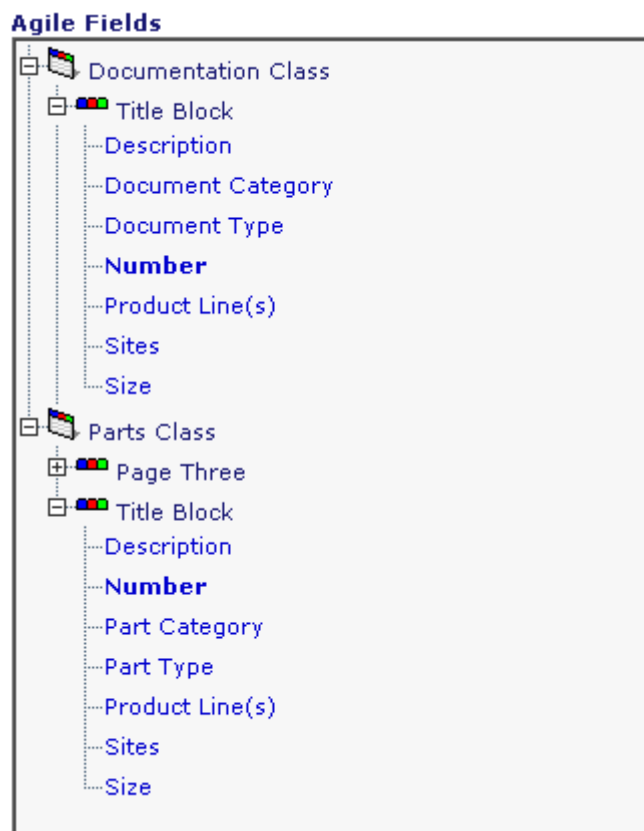 Agile Fields
Documentation Class
Title Block
Description
Document Category
Document Type
Number
Product Line(s)
Sites
Size
Parts Class
Page Three
Title Block
Description
Number
Part Category
Part Type
Product Line(s)
Sites
Size